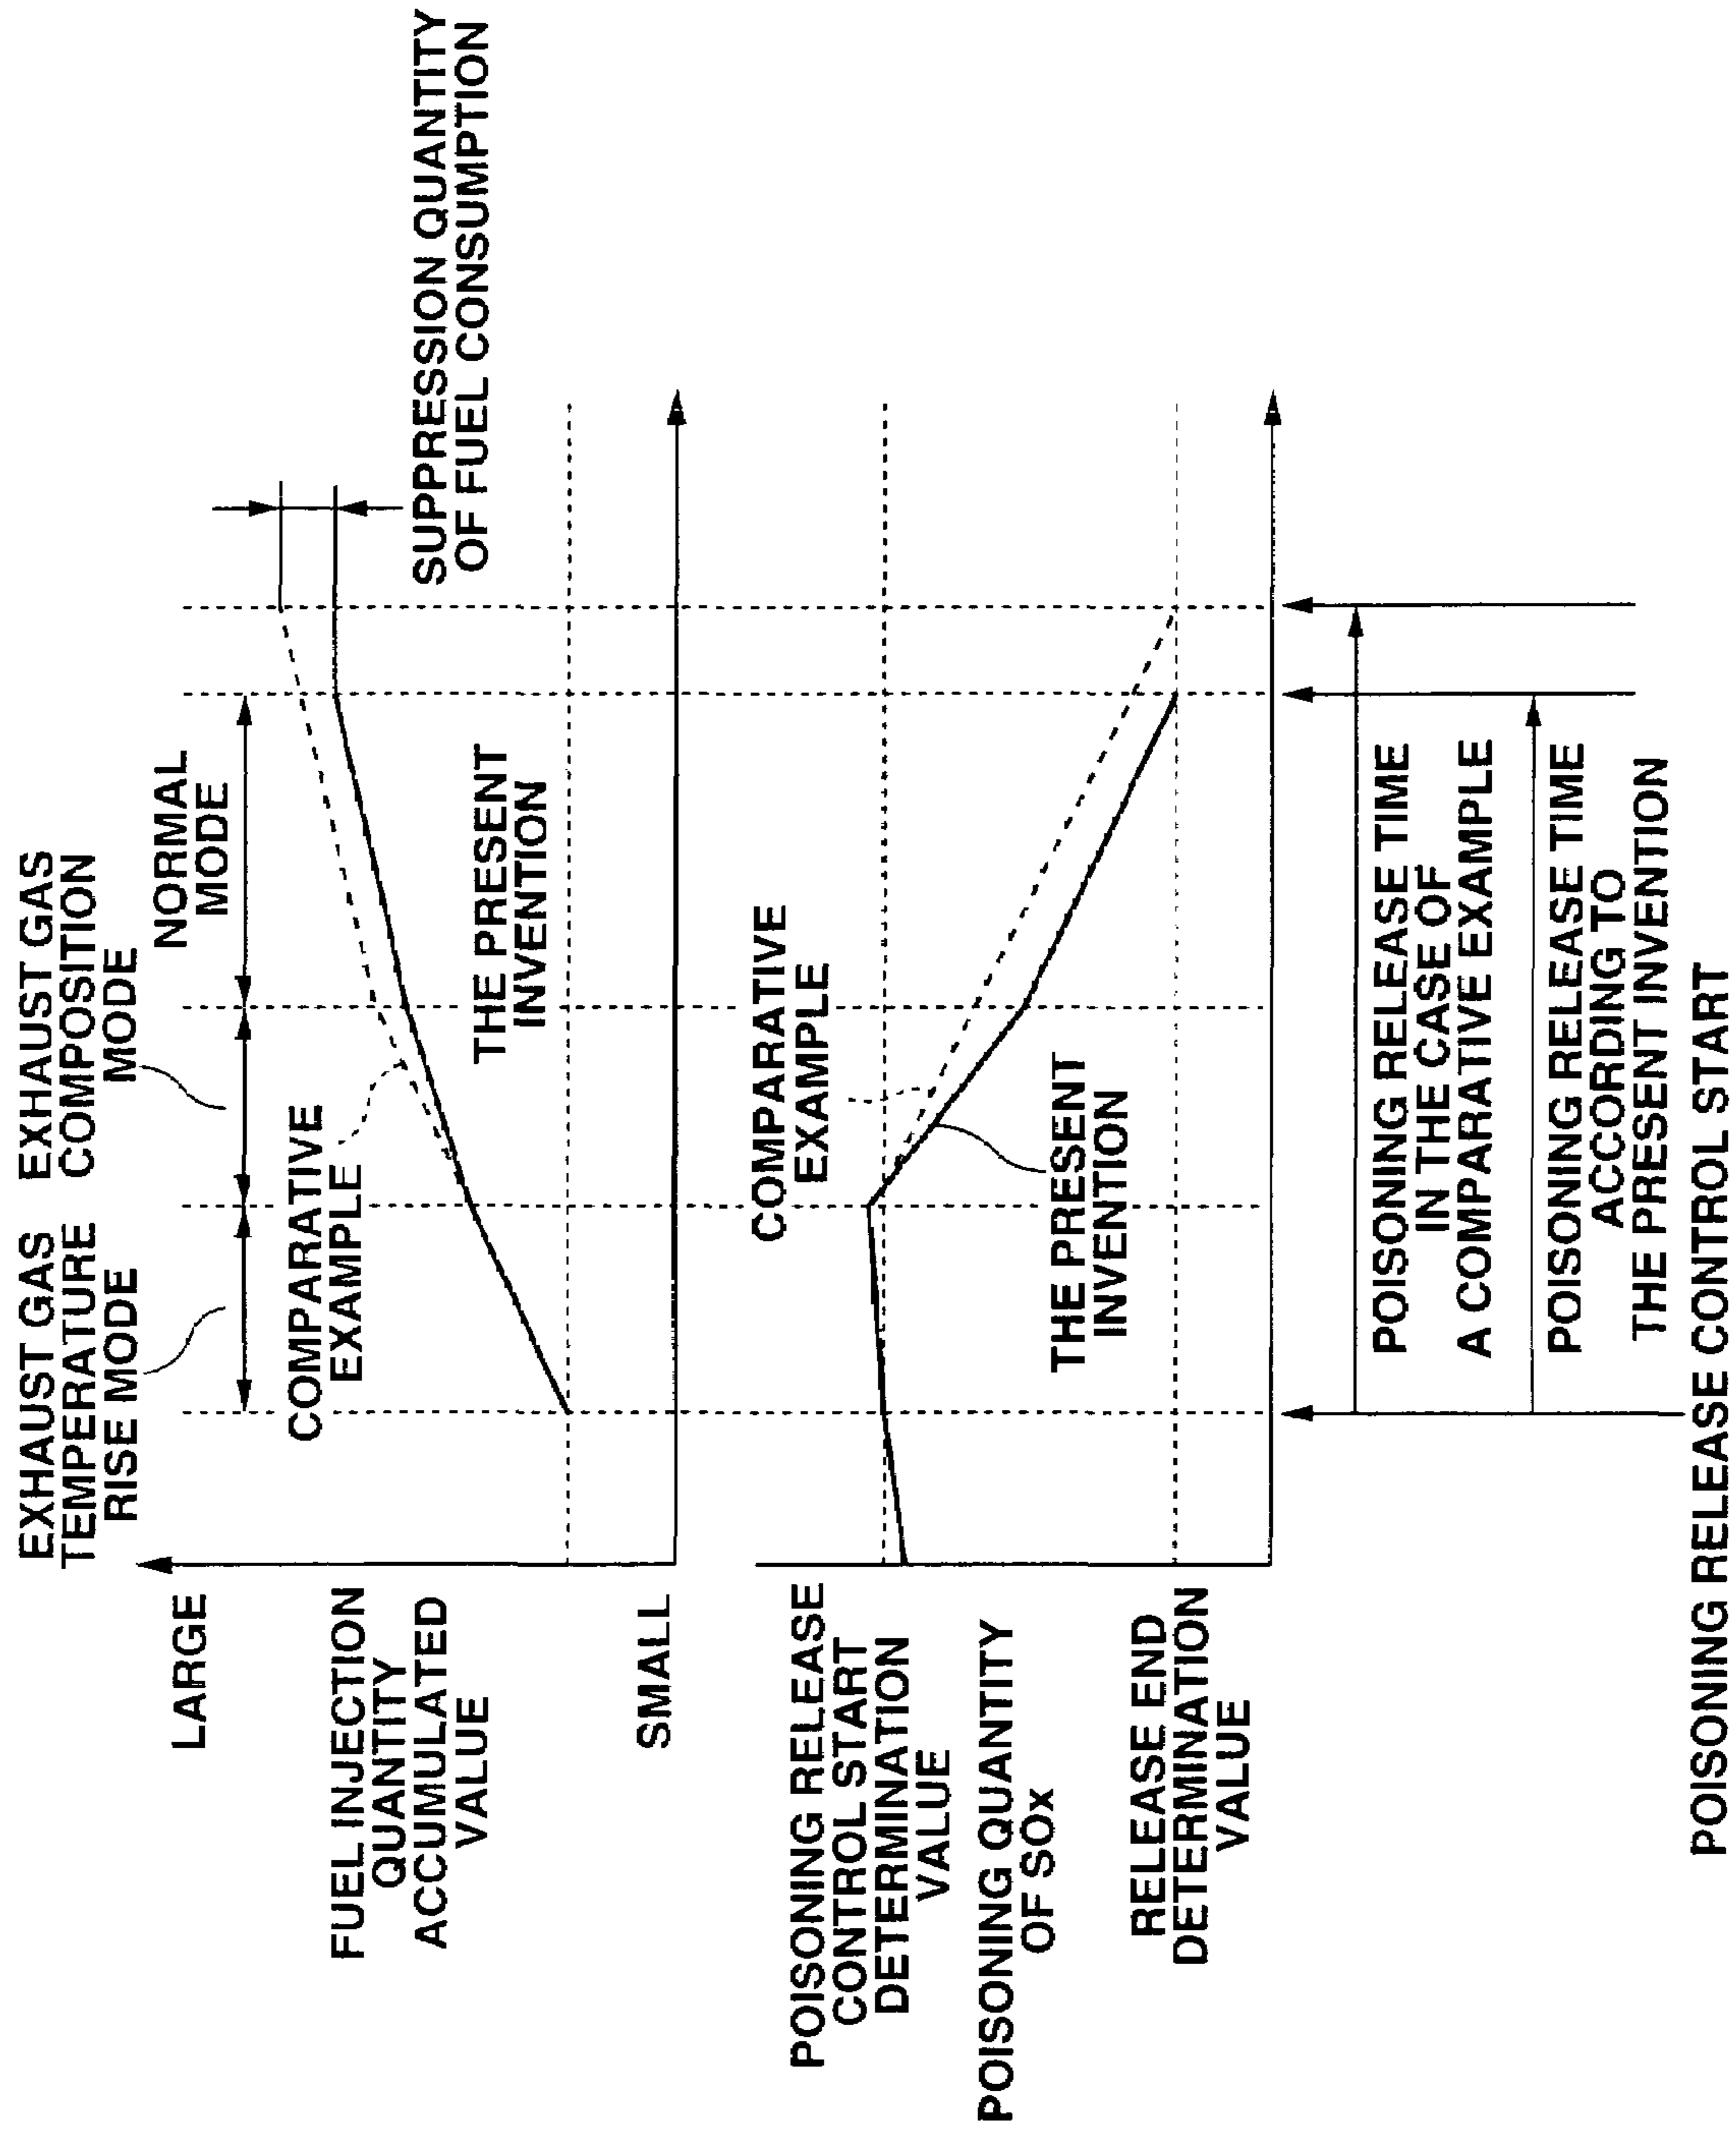 EXHAUST GAS
TEMPERATURE
RISE MODE
EXHAUST GAS
COMPOSITION
MODE
NORMAL
MODE
LARGE
FUEL INJECTION
QUANTITY
ACCUMULATED
VALUE
SMALL
COMPARATIVE
EXAMPLE
THE PRESENT
INVENTION
SUPPRESSION QUANTITY
OF FUEL CONSUMPTION
POISONING RELEASE
CONTROL START
DETERMINATION
VALUE
POISONING QUANTITY
OF SOx
RELEASE END
DETERMINATION
VALUE
COMPARATIVE
EXAMPLE
THE PRESENT
INVENTION
POISONING RELEASE TIME
IN THE CASE OF
A COMPARATIVE EXAMPLE
POISONING RELEASE TIME
ACCORDING TO
THE PRESENT INVENTION
POISONING RELEASE CONTROL START